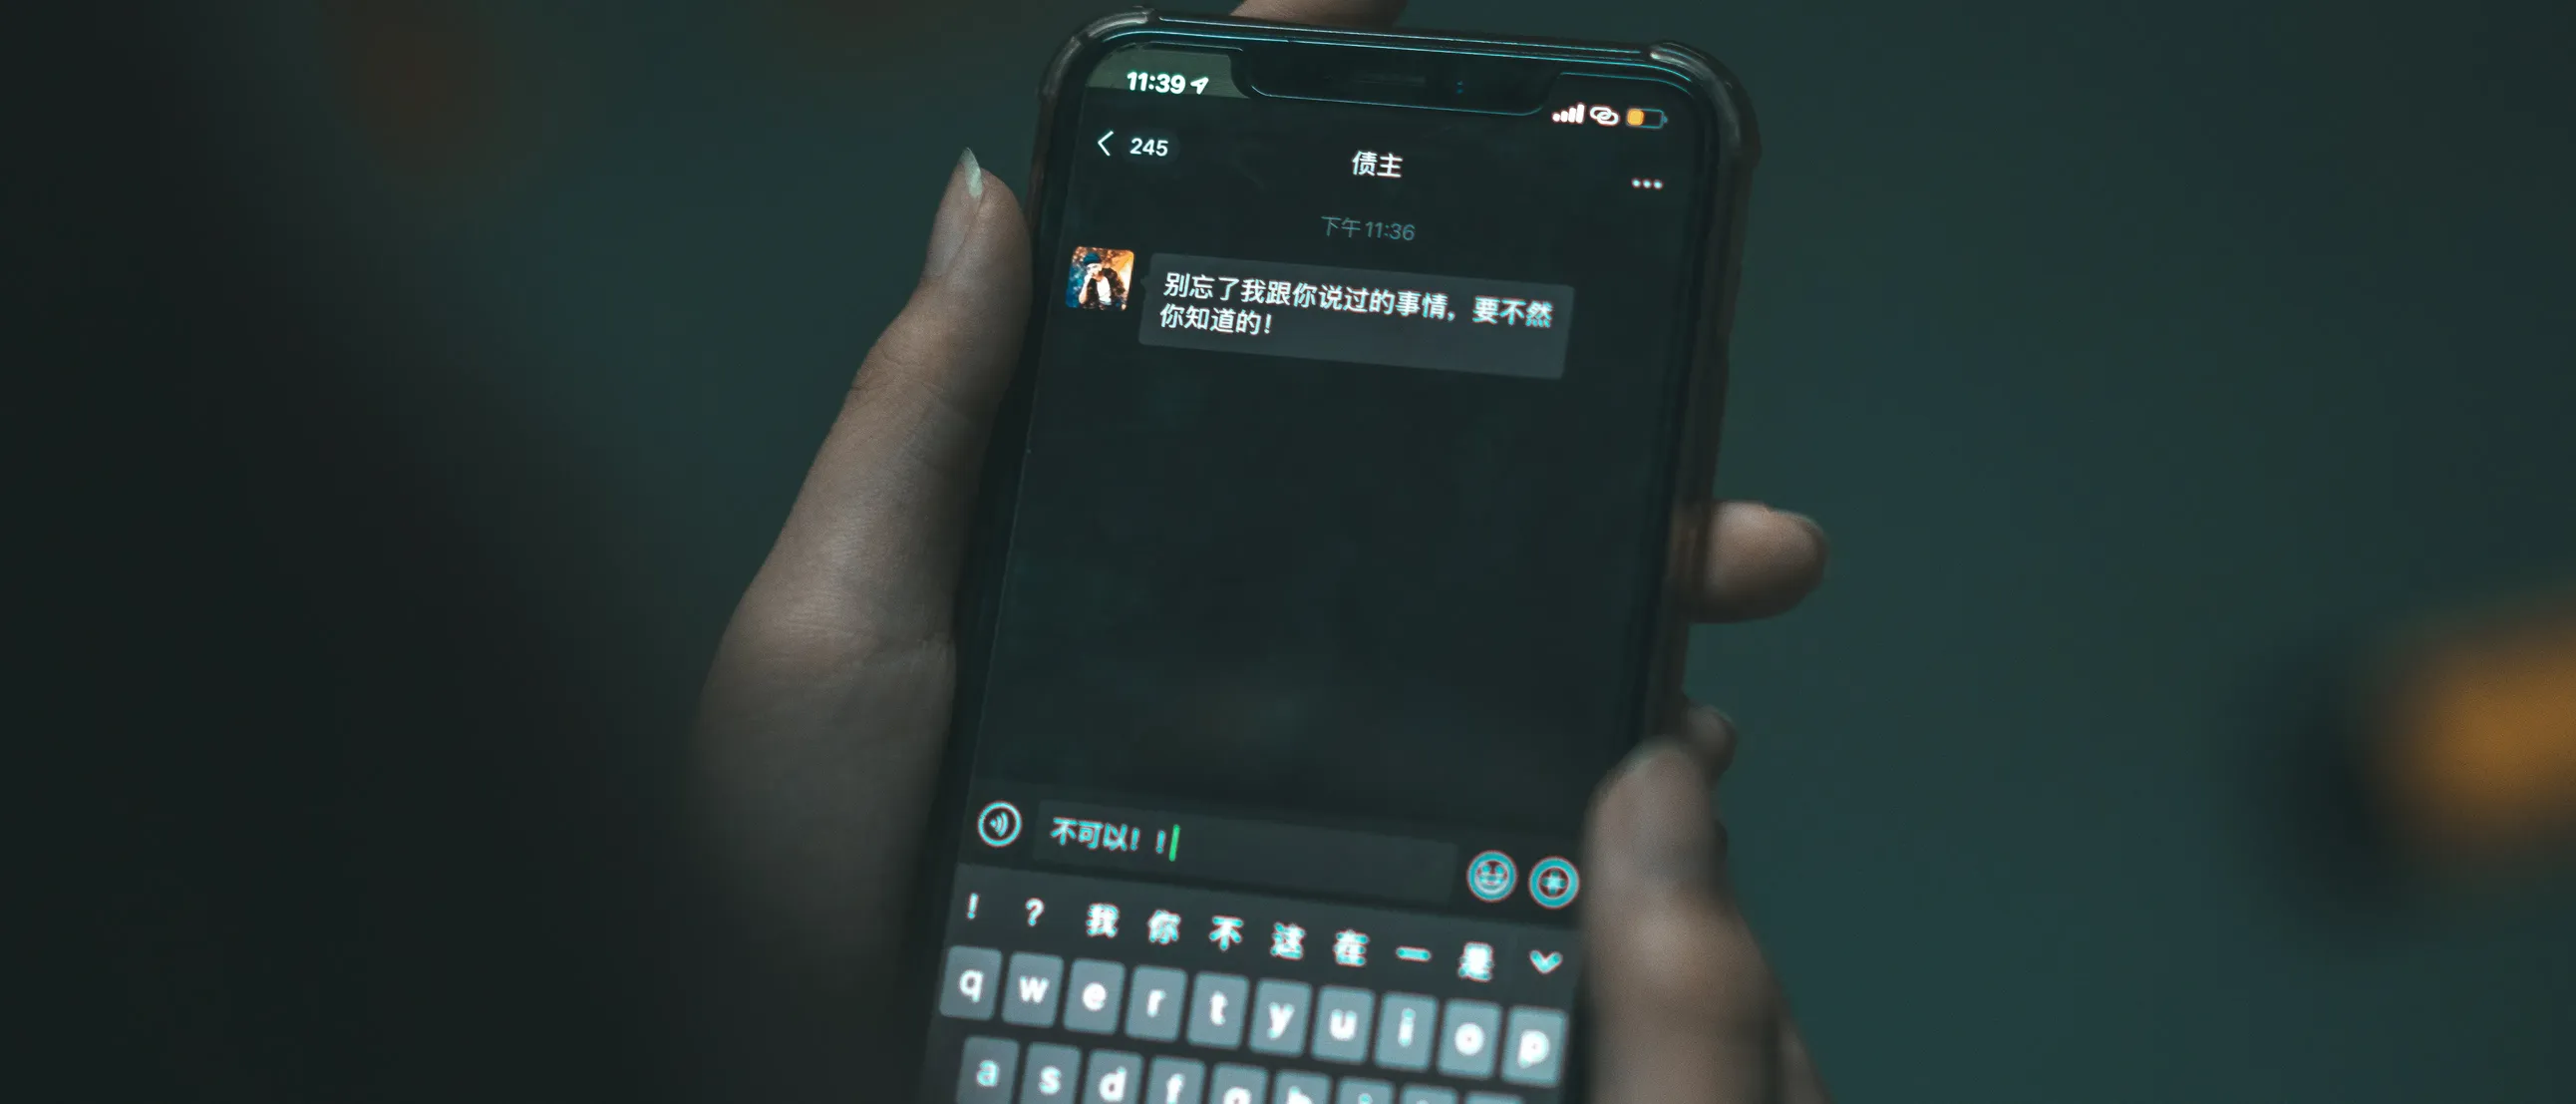 11:39
245
债主
下午 11:36
别忘了我跟你说过的事情，要不然
你知道的！
不可以！！
！ ？ 我 你 不 这 在 一 是
q w e r t y u i o p
a s d f g h